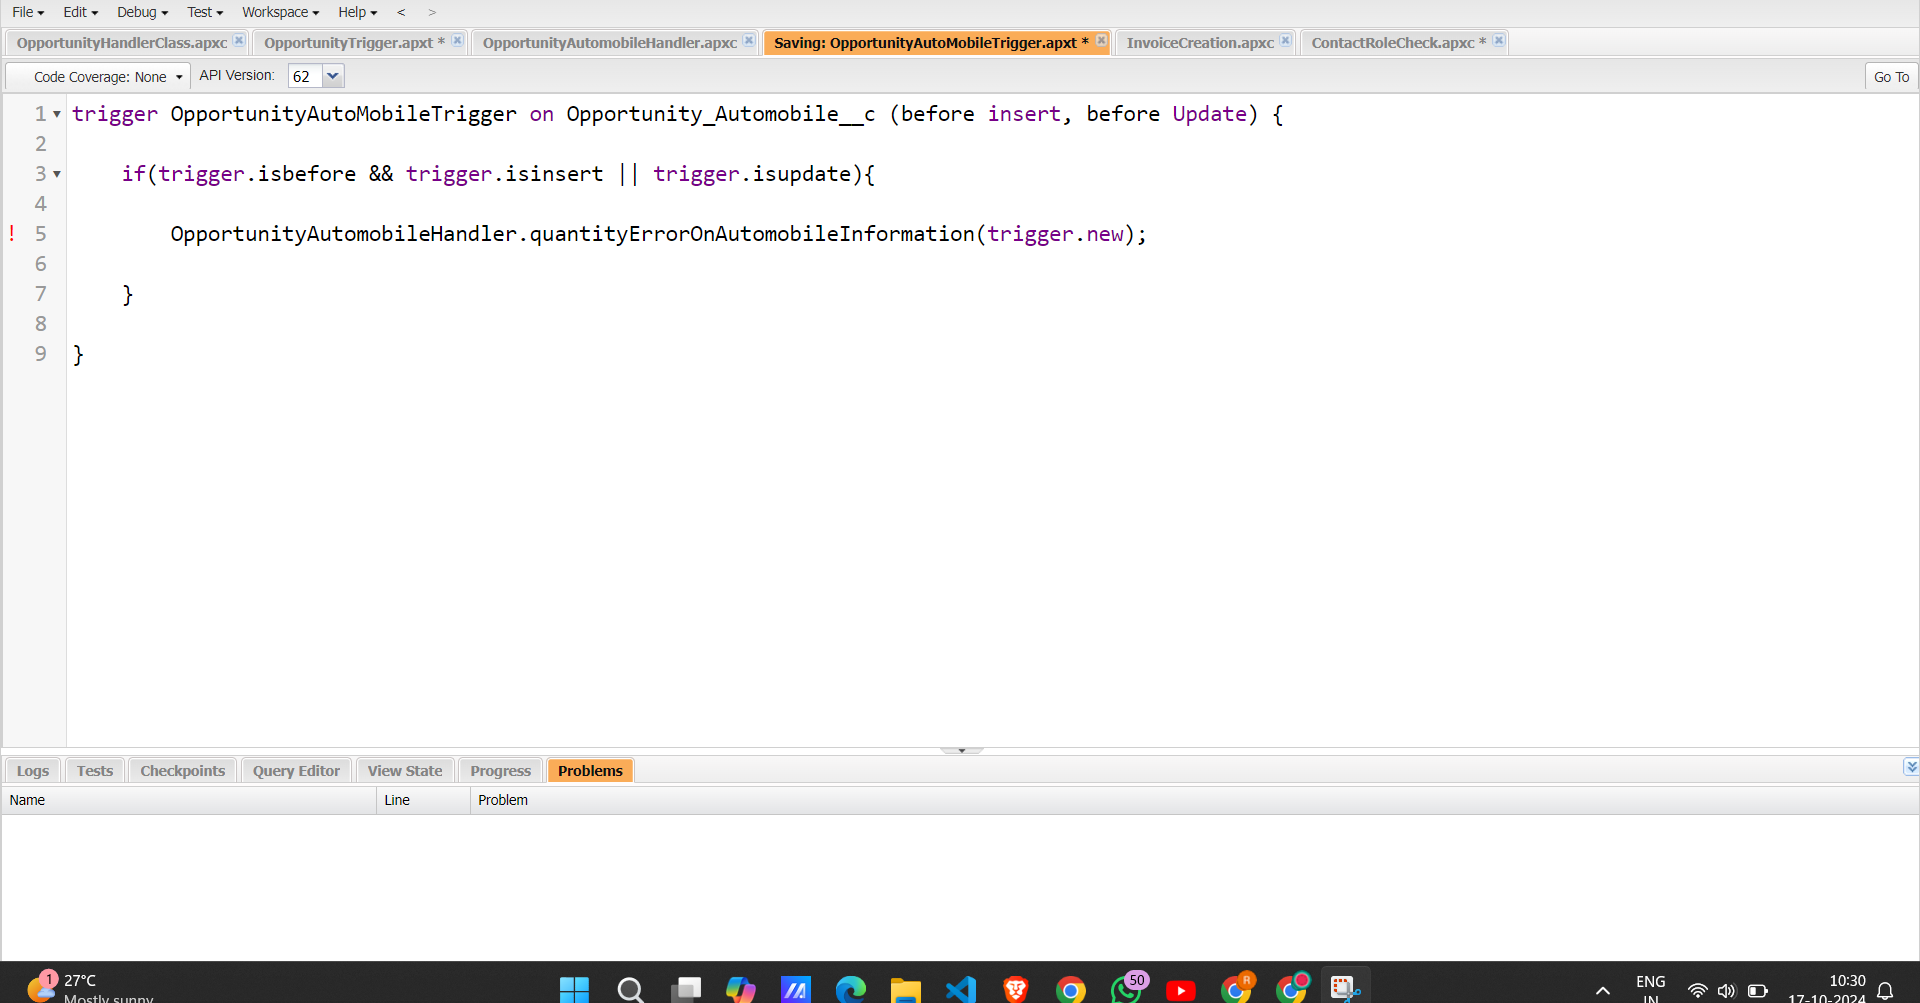 File Edit Debug Test Workspace Help < >
OpportunityHandlerClass.apxc OpportunityTrigger.apxt * OpportunityAutomobileHandler.apxc Saving: OpportunityAutoMobileTrigger.apxt * InvoiceCreation.apxc ContactRoleCheck.apxc *
Code Coverage: None API Version: 62 Go To
1 trigger OpportunityAutoMobileTrigger on Opportunity_Automobile__c (before insert, before Update) {
2
3 if(trigger.isbefore && trigger.isinsert || trigger.isupdate){
4
! 5 OpportunityAutomobileHandler.quantityErrorOnAutomobileInformation(trigger.new);
6
7 }
8
9 }
Logs Tests Checkpoints Query Editor View State Progress Problems
Name Line Problem
1 27°C 50 R ENG 10:30
Mostly sunny IN 17-10-2024